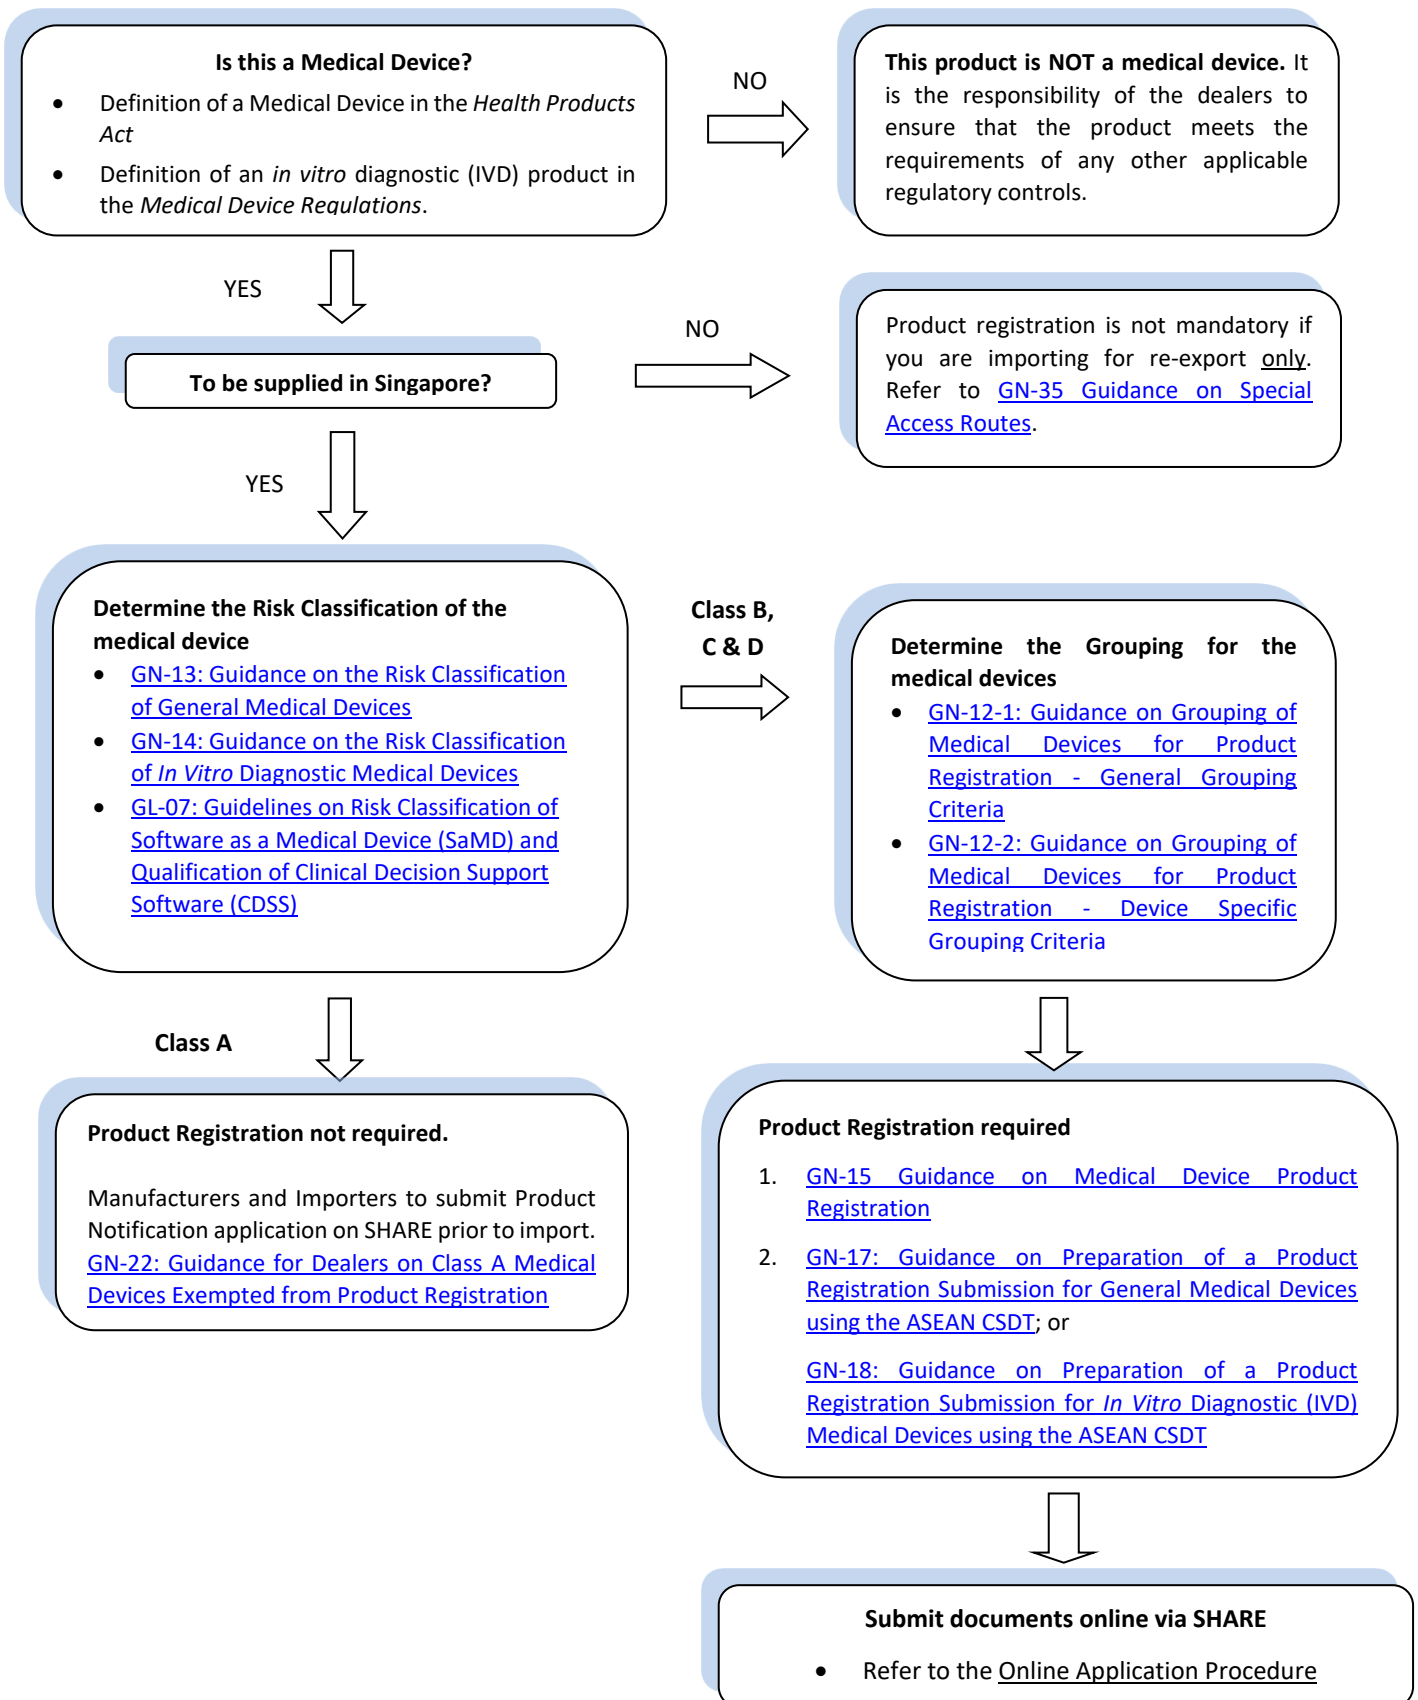 Is this a Medical Device?
• Definition of a Medical Device in the Health Products
Act
• Definition of an in vitro diagnostic (IVD) product in
the Medical Device Regulations.
NO
This product is NOT a medical device. It
is the responsibility of the dealers to
ensure that the product meets the
requirements of any other applicable
regulatory controls.
YES
To be supplied in Singapore?
NO
Product registration is not mandatory if
you are importing for re-export only.
Refer to GN-35 Guidance on Special
Access Routes.
YES
Determine the Risk Classification of the
medical device
• GN-13: Guidance on the Risk Classification
of General Medical Devices
• GN-14: Guidance on the Risk Classification
of In Vitro Diagnostic Medical Devices
• GL-07: Guidelines on Risk Classification of
Software as a Medical Device (SaMD) and
Qualification of Clinical Decision Support
Software (CDSS)
Class B,
C & D
Determine the Grouping for the
medical devices
• GN-12-1: Guidance on Grouping of
Medical Devices for Product
Registration - General Grouping
Criteria
• GN-12-2: Guidance on Grouping of
Medical Devices for Product
Registration - Device Specific
Grouping Criteria
Class A
Product Registration not required.
Manufacturers and Importers to submit Product
Notification application on SHARE prior to import.
GN-22: Guidance for Dealers on Class A Medical
Devices Exempted from Product Registration
Product Registration required
1. GN-15 Guidance on Medical Device Product
Registration
2. GN-17: Guidance on Preparation of a Product
Registration Submission for General Medical Devices
using the ASEAN CSDT; or
GN-18: Guidance on Preparation of a Product
Registration Submission for In Vitro Diagnostic (IVD)
Medical Devices using the ASEAN CSDT
Submit documents online via SHARE
• Refer to the Online Application Procedure